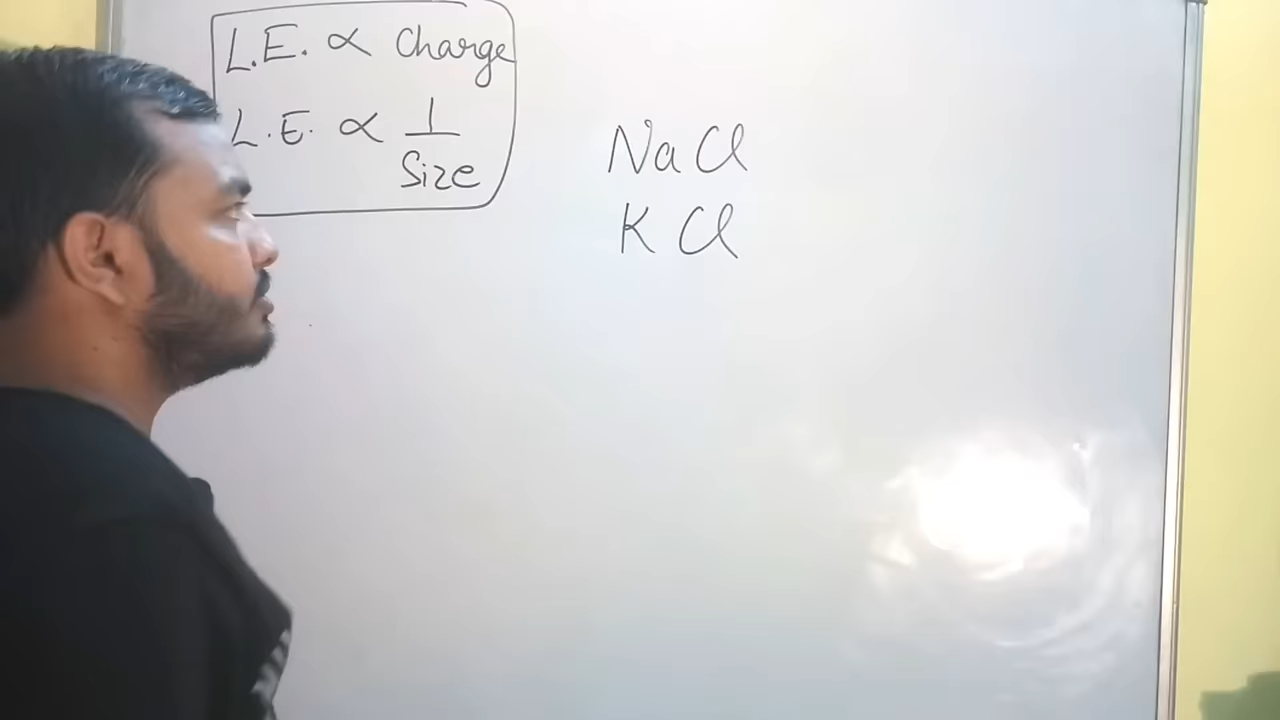 L.E. ∝ Charge
L.E. ∝ 1/Size
NaCl
KCl